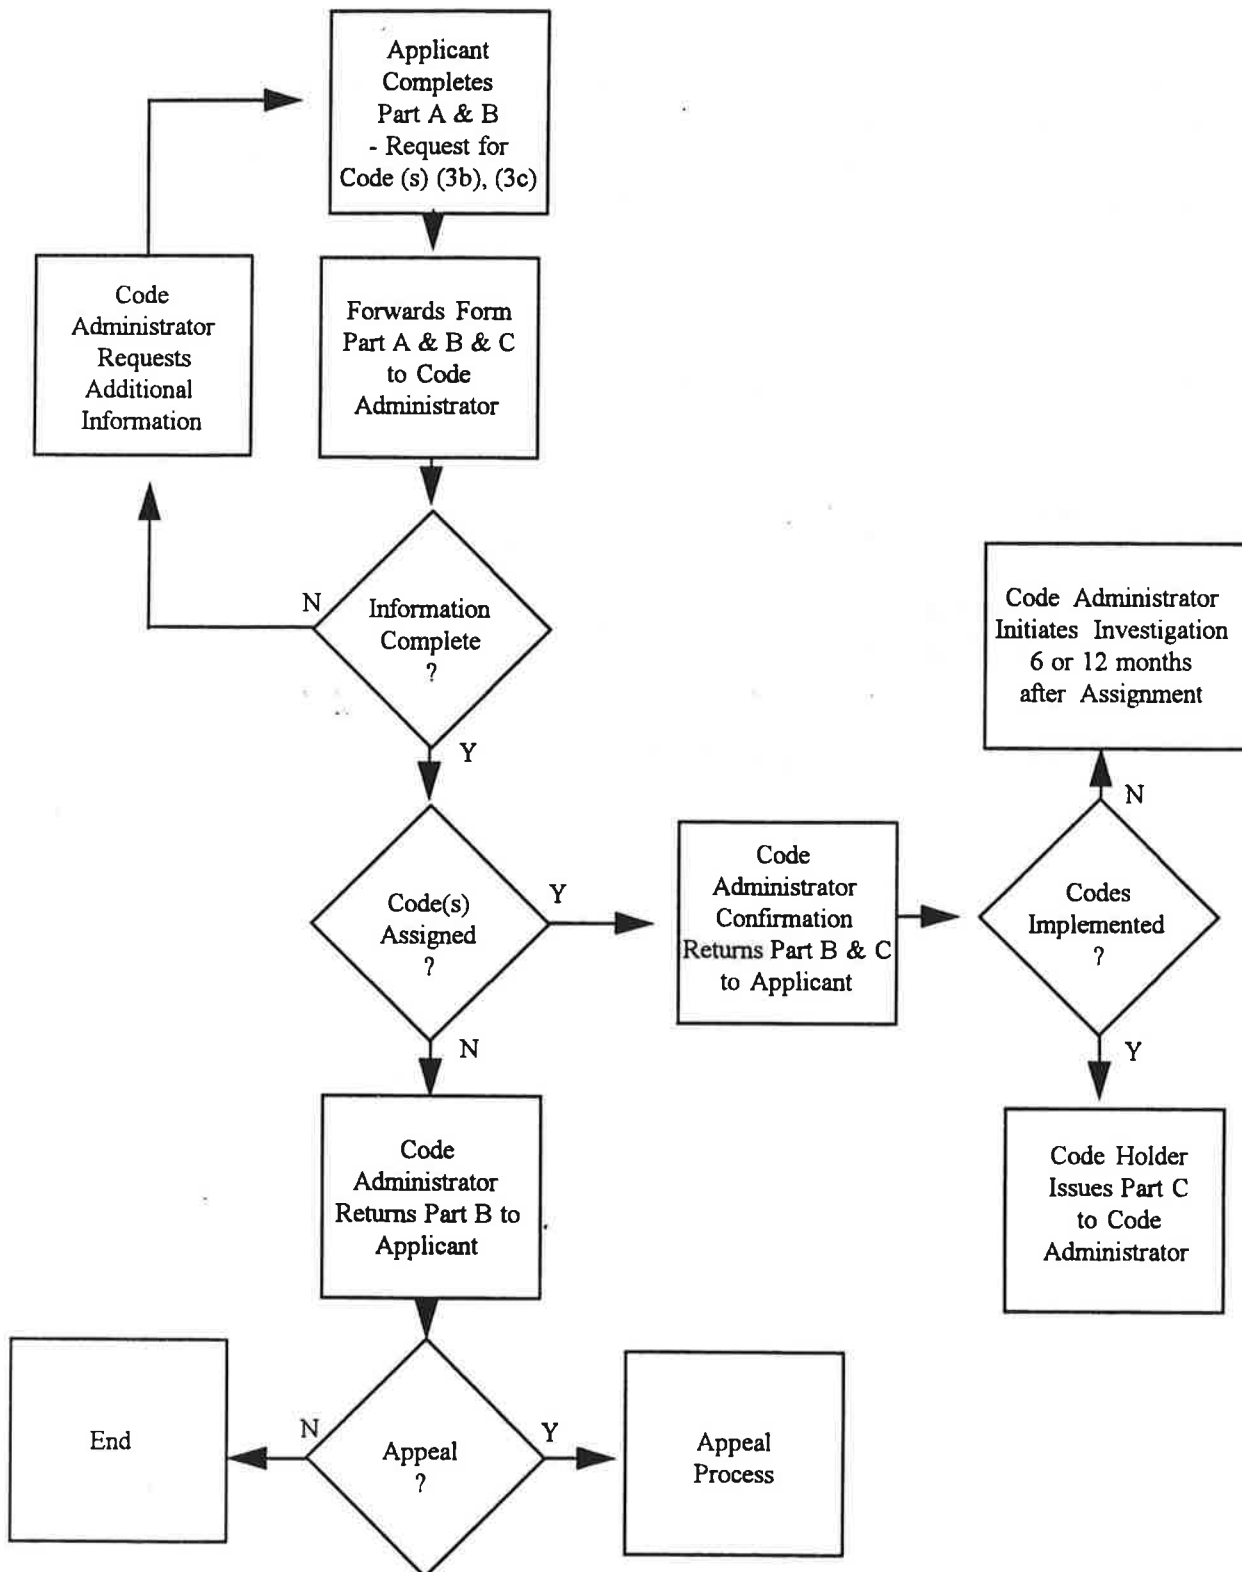 Applicant
Completes
Part A & B
- Request for
Code (s) (3b), (3c)
Code
Administrator
Requests
Additional
Information
Forwards Form
Part A & B & C
to Code
Administrator
N
Information
Complete
?
Y
Code Administrator
Initiates Investigation
6 or 12 months
after Assignment
N
Code(s)
Assigned
?
Y
Code
Administrator
Confirmation
Returns Part B & C
to Applicant
Codes
Implemented
?
N
Y
Code
Administrator
Returns Part B to
Applicant
Code Holder
Issues Part C
to Code
Administrator
End
N
Appeal
?
Y
Appeal
Process